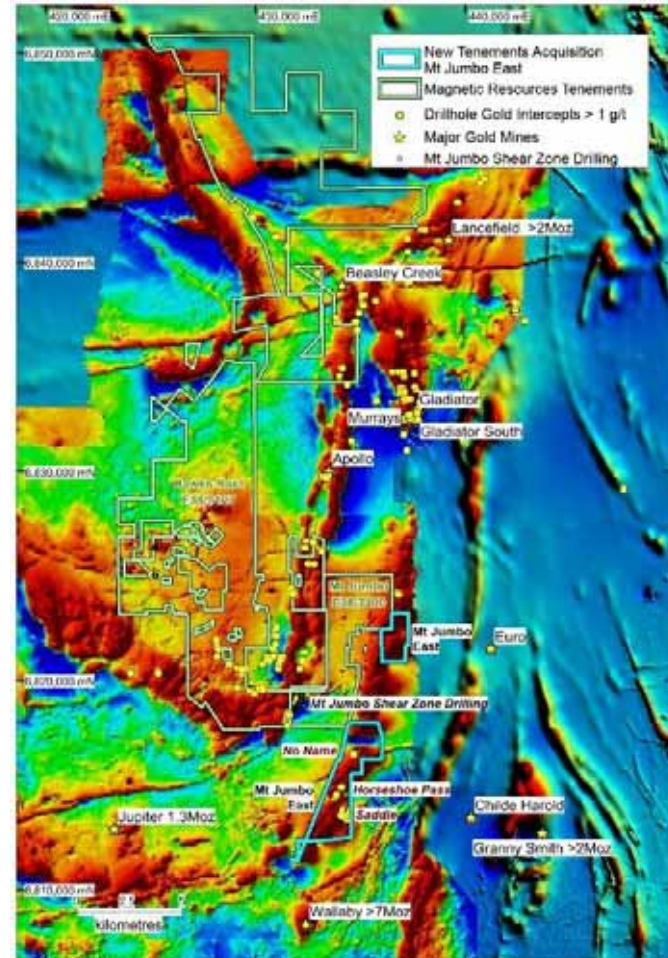 420,000 mE
430,000 mE
440,000 mE
6,850,000 mN
New Tenements Acquisition
Mt Jumbo East
Magnetic Resources Tenements
Drillhole Gold Intercepts > 1 g/t
Major Gold Mines
Mt Jumbo Shear Zone Drilling
Lancefield >2Moz
6,840,000 mN
Beasley Creek
Gladiator
Murrays
Gladiator South
Apollo
6,830,000 mN
Mt Jumbo
Mt Jumbo
East
Euro
6,820,000 mN
Mt Jumbo Shear Zone Drilling
No Name
Mt Jumbo
East
Horseshoe Pass
Saddle
Jupiter 1.3Moz
Childe Harold
Granny Smith >2Moz
6,810,000 mN
0 2.5 5
kilometres
Wallaby >7Moz